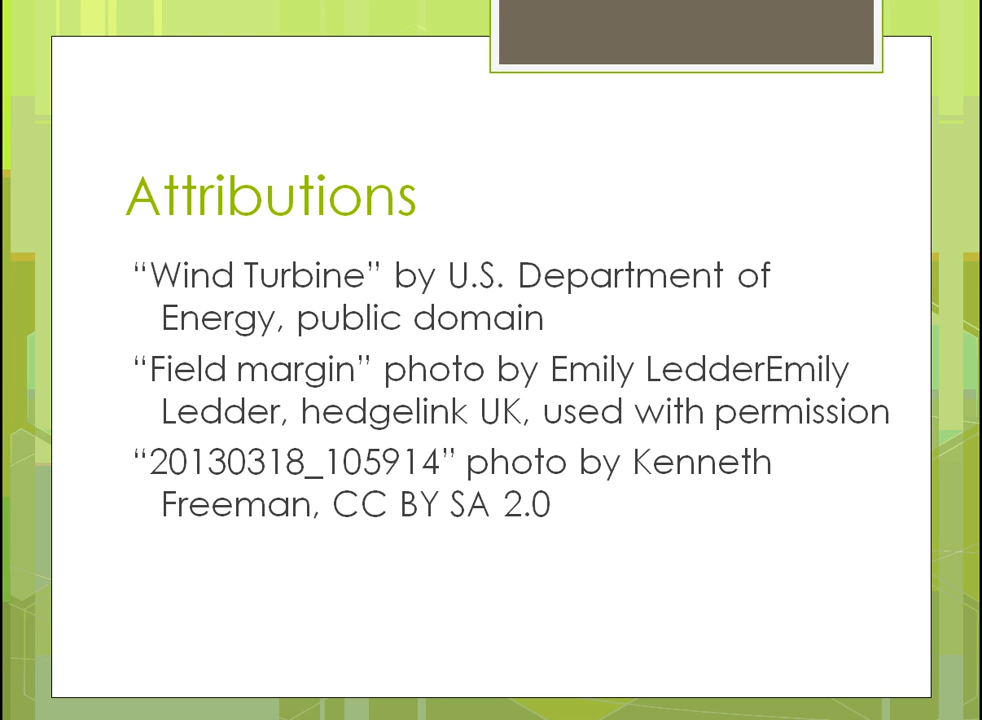 Attributions
“Wind Turbine” by U.S. Department of
Energy, public domain
“Field margin” photo by Emily LedderEmily
Ledder, hedgelink UK, used with permission
“20130318_105914” photo by Kenneth
Freeman, CC BY SA 2.0